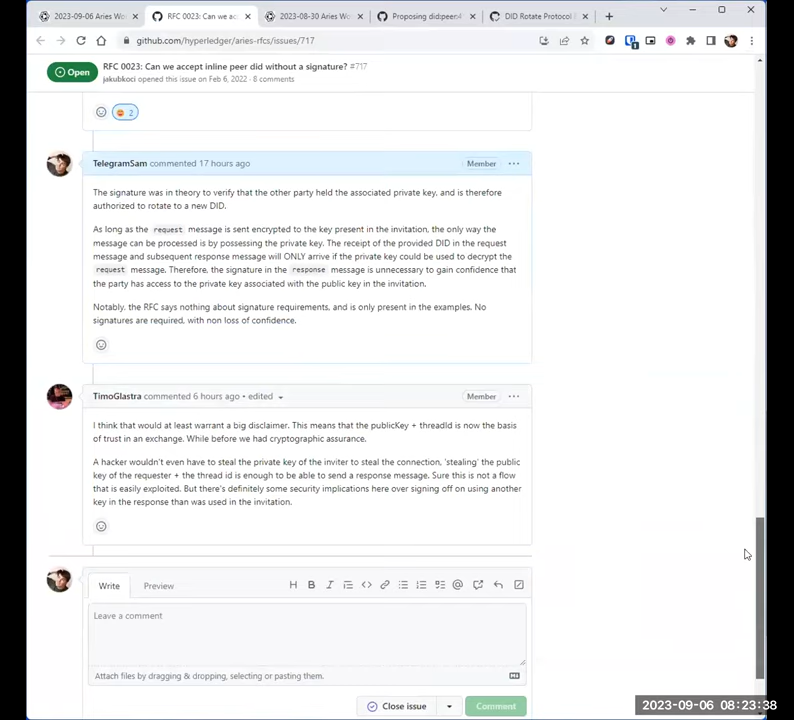 2023-09-06 Aries Wo
RFC 0023: Can we ac
2023-08-30 Aries Wo
Proposing did:peer:4
DID Rotate Protocol
github.com/hyperledger/aries-rfcs/issues/717
Open
RFC 0023: Can we accept inline peer did without a signature? #717
jakubkoci opened this issue on Feb 6, 2022 · 8 comments
2
TelegramSam commented 17 hours ago
Member
The signature was in theory to verify that the other party held the associated private key, and is therefore
authorized to rotate to a new DID.
As long as the request message is sent encrypted to the key present in the invitation, the only way the
message can be processed is by possessing the private key. The receipt of the provided DID in the request
message and subsequent response message will ONLY arrive if the private key could be used to decrypt the
request message. Therefore, the signature in the response message is unnecessary to gain confidence that
the party has access to the private key associated with the public key in the invitation.
Notably, the RFC says nothing about signature requirements, and is only present in the examples. No
signatures are required, with non loss of confidence.
TimoGlastra commented 6 hours ago · edited
Member
I think that would at least warrant a big disclaimer. This means that the publicKey + threadId is now the basis
of trust in an exchange. While before we had cryptographic assurance.
A hacker wouldn't even have to steal the private key of the inviter to steal the connection, 'stealing' the public
key of the requester + the thread id is enough to be able to send a response message. Sure this is not a flow
that is easily exploited. But there's definitely some security implications here over signing off on using another
key in the response than was used in the invitation.
Write
Preview
Leave a comment
Attach files by dragging & dropping, selecting or pasting them.
Close issue
Comment
2023-09-06 08:23:38